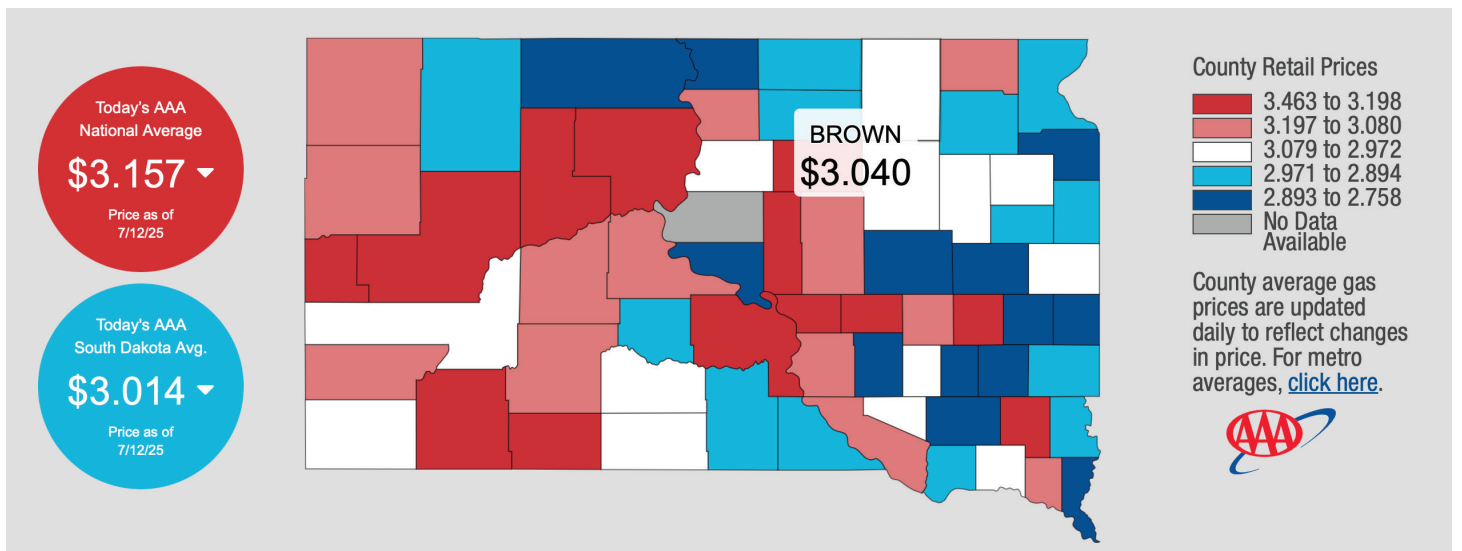 Today's AAA
National Average
$3.157
Price as of
7/12/25
Today's AAA
South Dakota Avg.
$3.014
Price as of
7/12/25
BROWN
$3.040
County Retail Prices
3.463 to 3.198
3.197 to 3.080
3.079 to 2.972
2.971 to 2.894
2.893 to 2.758
No Data
Available
County average gas
prices are updated
daily to reflect changes
in price. For metro
averages, click here.
AAA